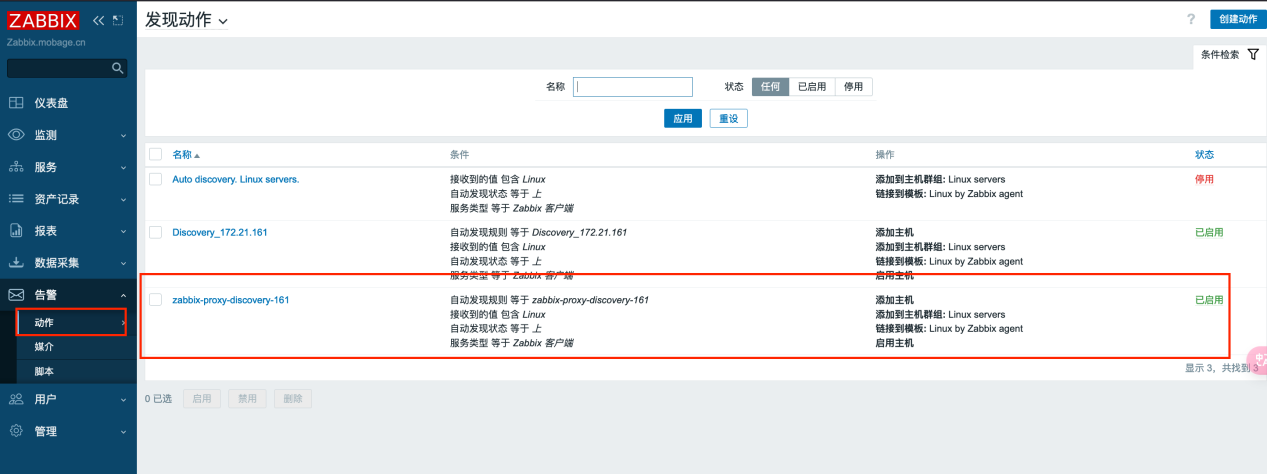 ZABBIX
Zabbix.mobage.cn
仪表盘
监测
服务
资产记录
报表
数据采集
告警
动作
媒介
脚本
用户
管理
发现动作
?
创建动作
条件检索
名称 状态 任何 已启用 停用
应用 重设
名称 条件 操作 状态
Auto discovery. Linux servers. 接收到的值 包含 Linux 添加到主机群组: Linux servers 停用
自动发现状态 等于 上 链接到模板: Linux by Zabbix agent
服务类型 等于 Zabbix 客户端
Discovery_172.21.161 自动发现规则 等于 Discovery_172.21.161 添加主机 已启用
接收到的值 包含 Linux 添加到主机群组: Linux servers
自动发现状态 等于 上 链接到模板: Linux by Zabbix agent
服务类型 等于 Zabbix 客户端 启用主机
zabbix-proxy-discovery-161 自动发现规则 等于 zabbix-proxy-discovery-161 添加主机 已启用
接收到的值 包含 Linux 添加到主机群组: Linux servers
自动发现状态 等于 上 链接到模板: Linux by Zabbix agent
服务类型 等于 Zabbix 客户端 启用主机
显示 3，共找到 3
0 已选 启用 禁用 删除